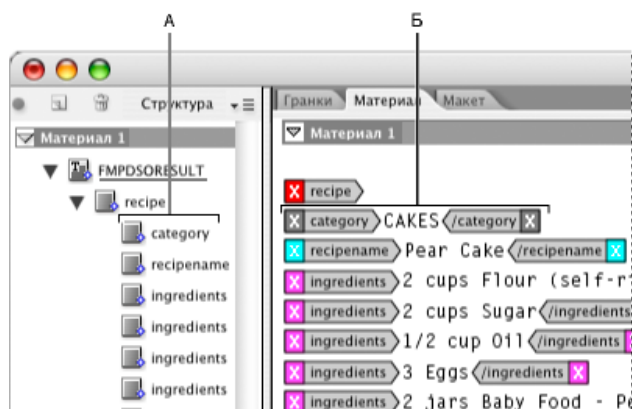 А Б
Структура
Гранки Материал Макет
Материал 1
Материал 1
FMPDSORESULT
recipe
category
recipename
ingredients
ingredients
ingredients
ingredients
X recipe
X category CAKES /category X
X recipename Pear Cake /recipename X
X ingredients 2 cups Flour (self-r
X ingredients 2 cups Sugar /ingredients
X ingredients 1/2 cup Oil /ingredients
X ingredients 3 Eggs /ingredients X
X ingredients 2 jars Baby Food - Pe